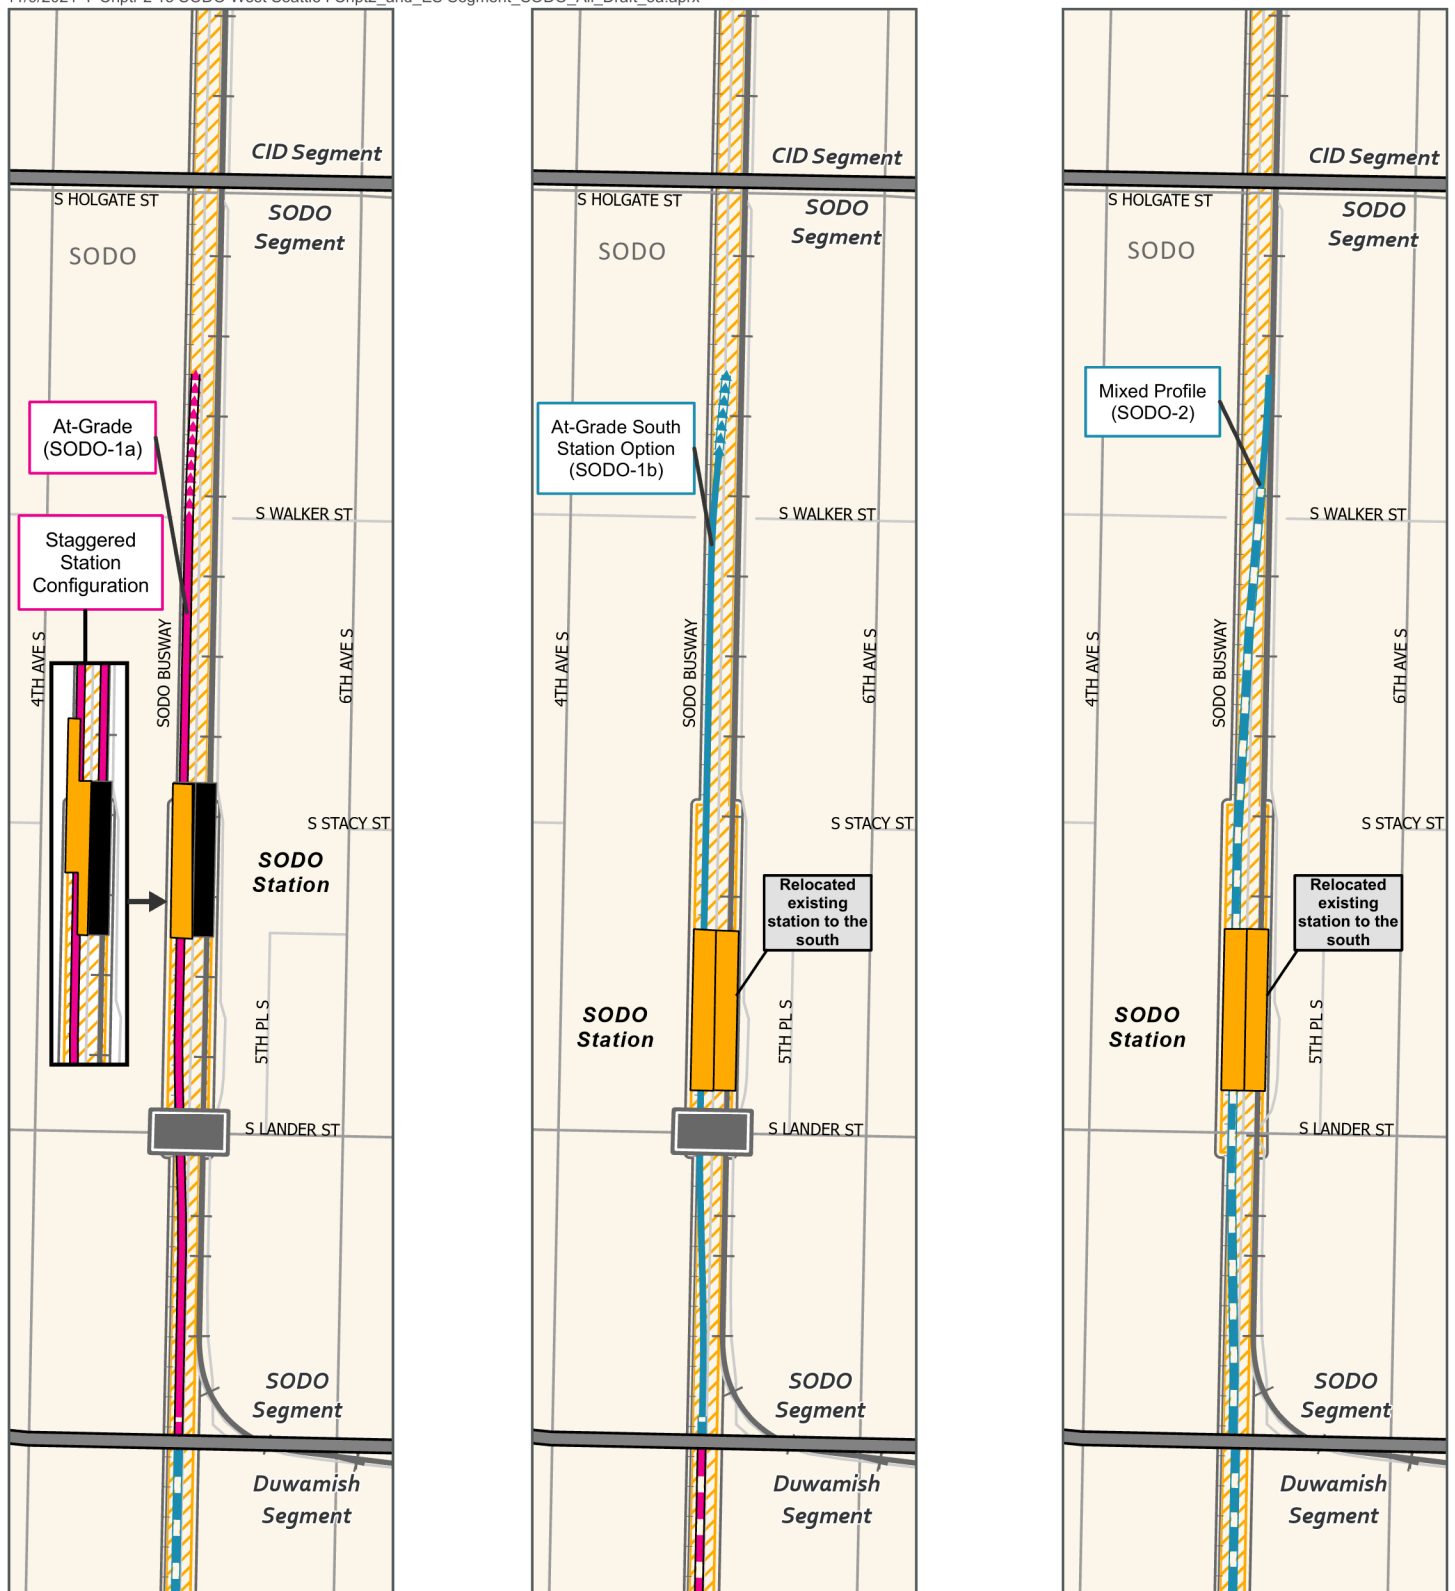 CID Segment
S HOLGATE ST
SODO
Segment
SODO
At-Grade
(SODO-1a)
S WALKER ST
Staggered
Station
Configuration
4TH AVE S
SODO BUSWAY
6TH AVE S
S STACY ST
SODO
Station
5TH PL S
S LANDER ST
SODO
Segment
Duwamish
Segment
CID Segment
S HOLGATE ST
SODO
Segment
SODO
At-Grade South
Station Option
(SODO-1b)
S WALKER ST
4TH AVE S
SODO BUSWAY
6TH AVE S
S STACY ST
Relocated
existing
station to the
south
SODO
Station
5TH PL S
S LANDER ST
SODO
Segment
Duwamish
Segment
CID Segment
S HOLGATE ST
SODO
Segment
SODO
Mixed Profile
(SODO-2)
S WALKER ST
4TH AVE S
SODO BUSWAY
6TH AVE S
S STACY ST
Relocated
existing
station to the
south
SODO
Station
5TH PL S
S LANDER ST
SODO
Segment
Duwamish
Segment